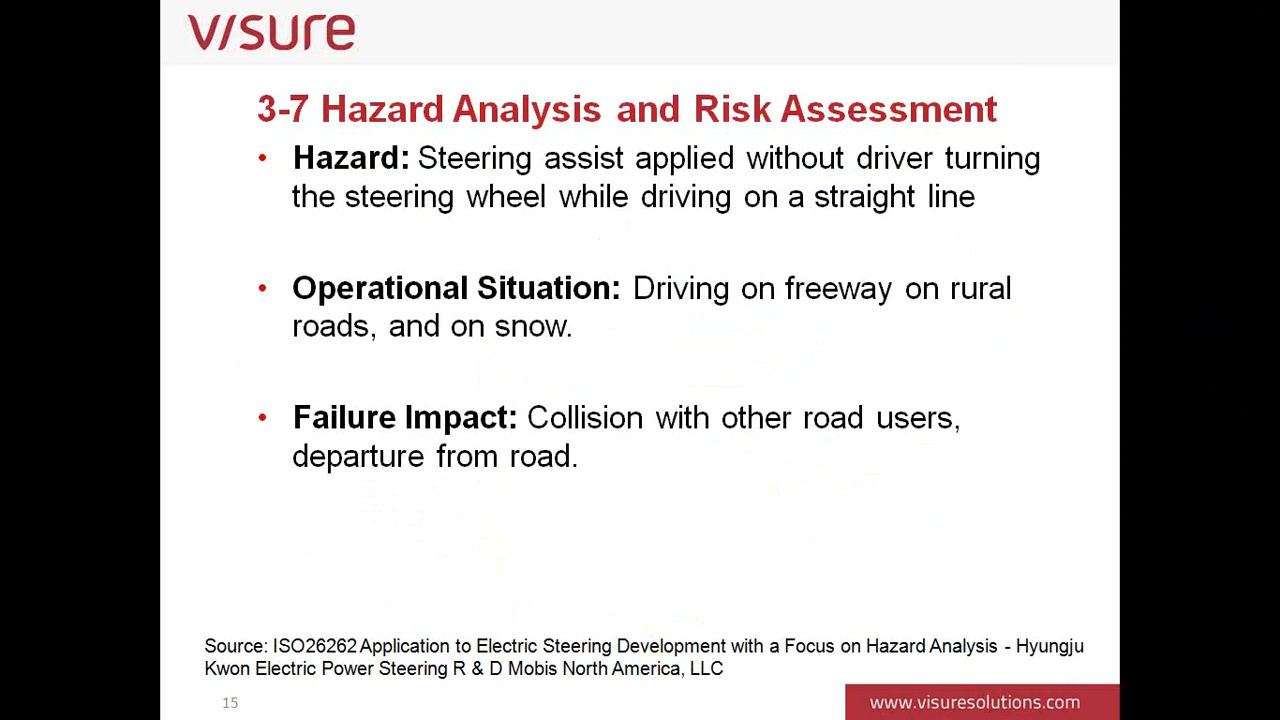 visure
3-7 Hazard Analysis and Risk Assessment
• Hazard: Steering assist applied without driver turning
the steering wheel while driving on a straight line
• Operational Situation: Driving on freeway on rural
roads, and on snow.
• Failure Impact: Collision with other road users,
departure from road.
Source: ISO26262 Application to Electric Steering Development with a Focus on Hazard Analysis - Hyungju
Kwon Electric Power Steering R & D Mobis North America, LLC
15
www.visuresolutions.com